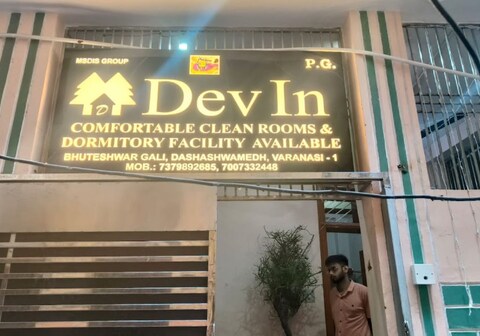 MSDIS GROUP
P.G.
D
Dev In
COMFORTABLE CLEAN ROOMS &
DORMITORY FACILITY AVAILABLE
BHUTESHWAR GALI, DASHASHWAMEDH, VARANASI - 1
MOB.: 7379892685, 7007332448